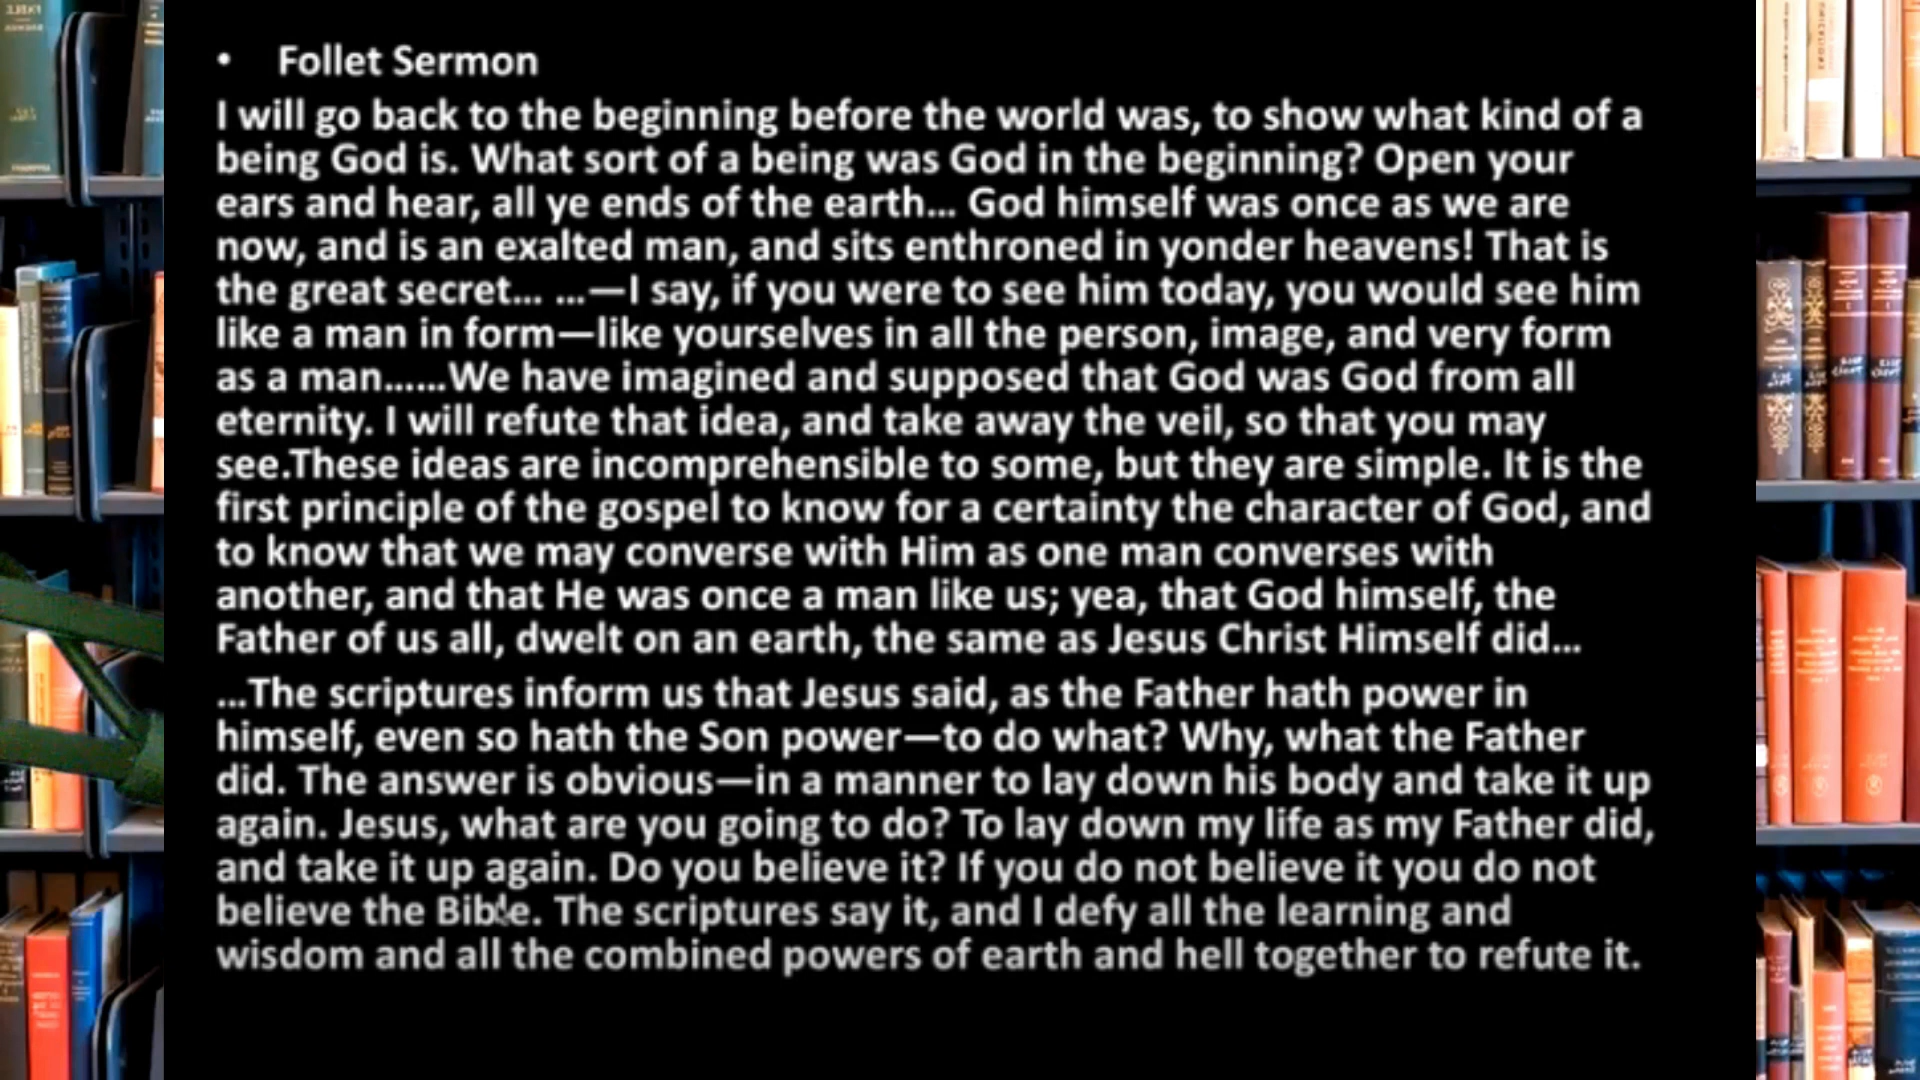 • Follet Sermon
I will go back to the beginning before the world was, to show what kind of a
being God is. What sort of a being was God in the beginning? Open your
ears and hear, all ye ends of the earth... God himself was once as we are
now, and is an exalted man, and sits enthroned in yonder heavens! That is
the great secret... ...—I say, if you were to see him today, you would see him
like a man in form—like yourselves in all the person, image, and very form
as a man......We have imagined and supposed that God was God from all
eternity. I will refute that idea, and take away the veil, so that you may
see.These ideas are incomprehensible to some, but they are simple. It is the
first principle of the gospel to know for a certainty the character of God, and
to know that we may converse with Him as one man converses with
another, and that He was once a man like us; yea, that God himself, the
Father of us all, dwelt on an earth, the same as Jesus Christ Himself did...
...The scriptures inform us that Jesus said, as the Father hath power in
himself, even so hath the Son power—to do what? Why, what the Father
did. The answer is obvious—in a manner to lay down his body and take it up
again. Jesus, what are you going to do? To lay down my life as my Father did,
and take it up again. Do you believe it? If you do not believe it you do not
believe the Bible. The scriptures say it, and I defy all the learning and
wisdom and all the combined powers of earth and hell together to refute it.